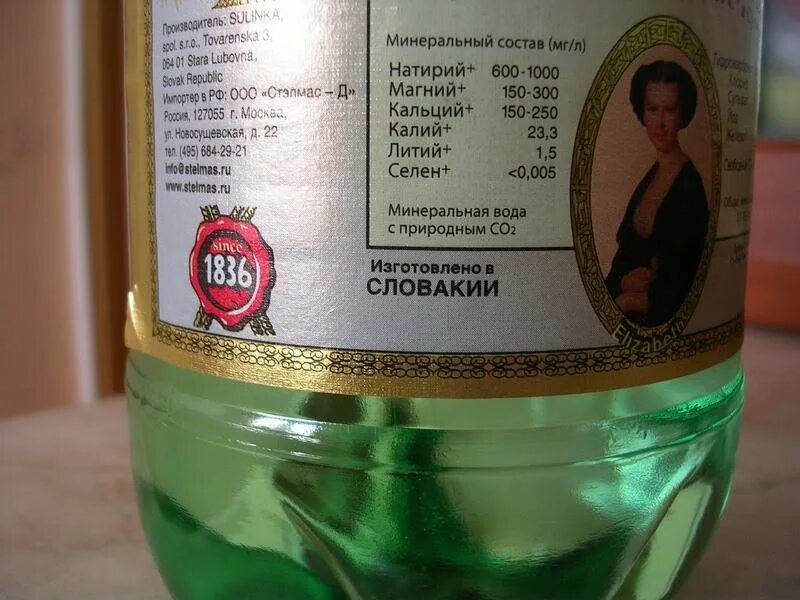 Производитель: SULINKA,
spol. s.r.o., Tovarenska 3,
064 01 Stara Lubovna,
Slovak Republic
Импортер в РФ: ООО «Стэлмас – Д»
Россия, 127055 г. Москва,
ул. Новосущевская, д. 22
тел. (495) 684-29-21
info@stelmas.ru
www.stelmas.ru
since
1836
Минеральный состав (мг/л)
Натирий+ 600-1000
Магний+ 150-300
Кальций+ 150-250
Калий+ 23,3
Литий+ 1,5
Селен+ <0,005
Минеральная вода
с природным CO₂
Изготовлено в
СЛОВАКИИ
Elizabeth